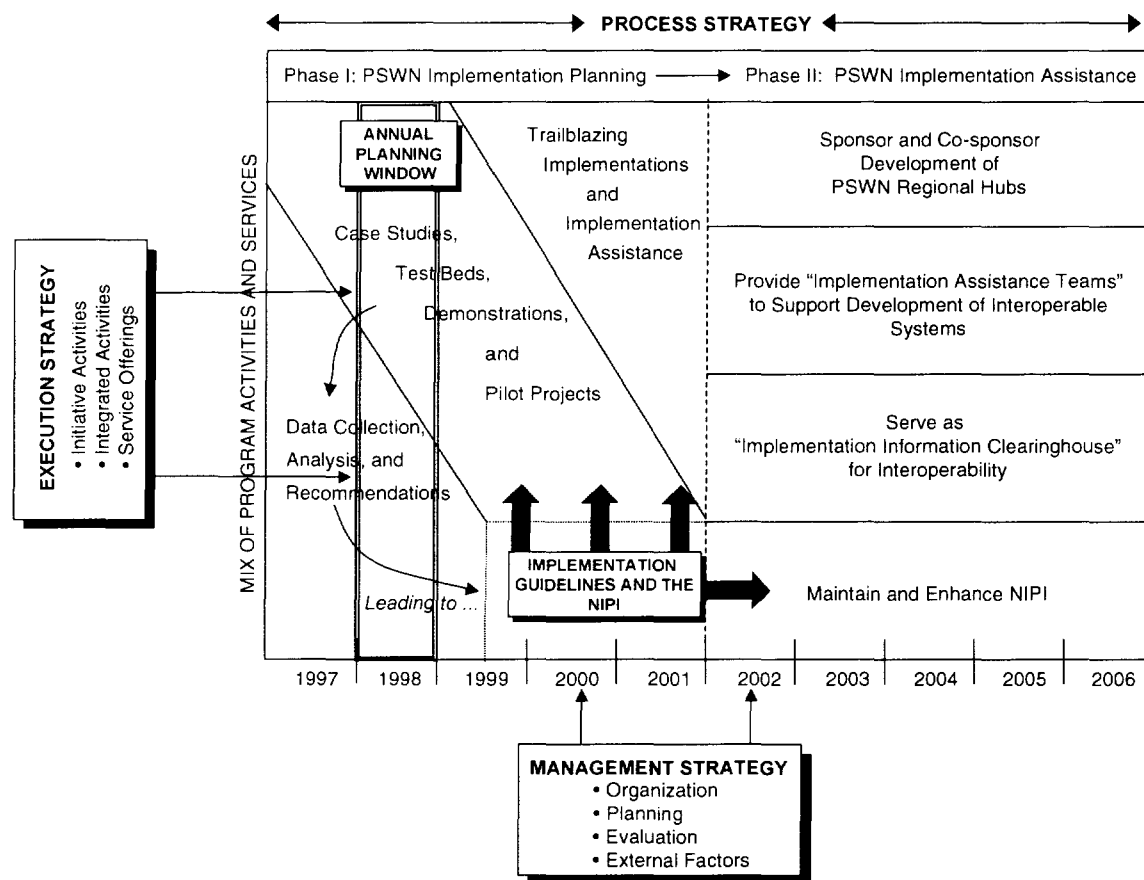 PROCESS STRATEGY
Phase I: PSWN Implementation Planning
Phase II: PSWN Implementation Assistance
MIX OF PROGRAM ACTIVITIES AND SERVICES
ANNUAL
PLANNING
WINDOW
Trailblazing
Implementations
and
Implementation
Assistance
Case Studies,
Test Beds,
Demonstrations,
and
Pilot Projects
Data Collection,
Analysis, and
Recommendations
Leading to ...
EXECUTION STRATEGY
• Initiative Activities
• Integrated Activities
• Service Offerings
Sponsor and Co-sponsor
Development of
PSWN Regional Hubs
Provide “Implementation Assistance Teams”
to Support Development of Interoperable
Systems
Serve as
“Implementation Information Clearinghouse”
for Interoperability
IMPLEMENTATION
GUIDELINES AND THE
NIPI
Maintain and Enhance NIPI
1997 1998 1999 2000 2001 2002 2003 2004 2005 2006
MANAGEMENT STRATEGY
• Organization
• Planning
• Evaluation
• External Factors